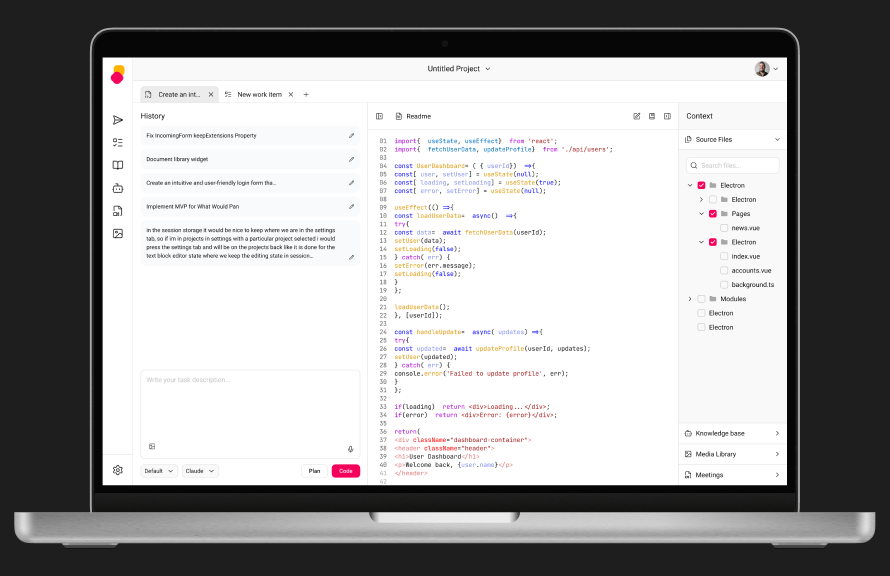 Untitled Project
Create an int...
New work item
History
Fix IncomingForm keepExtensions Property
Document library widget
Create an intuitive and user-friendly login form tha...
Implement MVP for What Would Pan
in the session storage it would be nice to keep where we are in the settings
tab, so if im in projects in settings with a particular project selected i would
press the settings tab and will be on the projects back like it is done for the
text block editor state where we keep the editing state in session...
Write your task description...
Default
Claude
Plan
Code
Readme
01 import{ useState, useEffect} from 'react';
02 import{ fetchUserData, updateProfile} from './api/users';
03
04 const UserDashboard= ( { userId}) =>{
05 const[ user, setUser] = useState(null);
06 const[ loading, setLoading] = useState(true);
07 const[ error, setError] = useState(null);
08
09 useEffect(() =>{
10 const loadUserData= async() =>{
11 try{
12 const data= await fetchUserData(userId);
13 setUser(data);
14 setLoading(false);
15 } catch( err) {
16 setError(err.message);
17 setLoading(false);
18 }
19 };
20
21 loadUserData();
22 }, [userId]);
23
24 const handleUpdate= async( updates) =>{
25 try{
26 const updated= await updateProfile(userId, updates);
27 setUser(updated);
28 } catch( err) {
29 console.error('Failed to update profile', err);
30 }
31 };
32
33 if(loading) return <div>Loading...</div>;
34 if(error) return <div>Error: {error}</div>;
35
36 return(
37 <div className="dashboard-container">
38 <header className="header">
39 <h1>User Dashboard</h1>
40 <p>Welcome back, {user.name}</p>
41 </header>
42
Context
Source Files
Search files...
Electron
Electron
Pages
news.vue
Electron
index.vue
accounts.vue
background.ts
Modules
Electron
Electron
Knowledge base
Media Library
Meetings